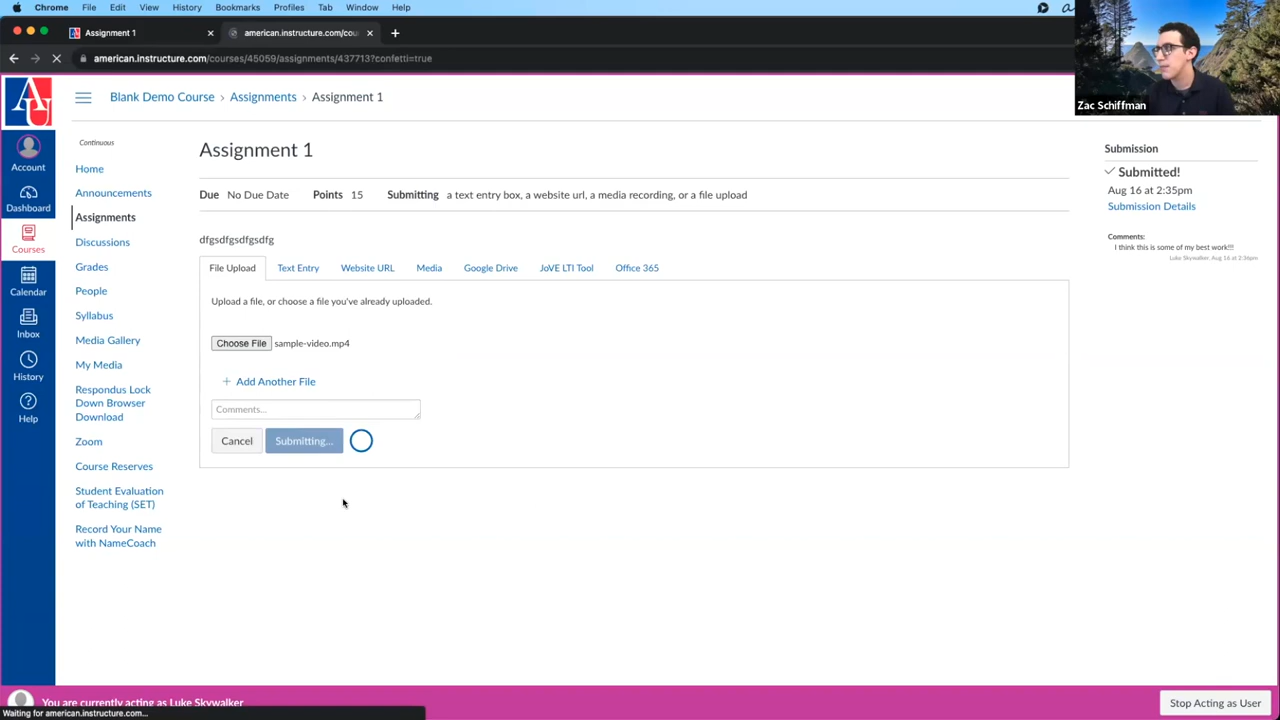 Chrome File Edit View History Bookmarks Profiles Tab Window Help
Assignment 1
american.instructure.com/cou
american.instructure.com/courses/45059/assignments/437713?confetti=true
Zac Schiffman
AU
Account
Dashboard
Courses
Calendar
Inbox
History
Help
Blank Demo Course › Assignments › Assignment 1
Continuous
Home
Announcements
Assignments
Discussions
Grades
People
Syllabus
Media Gallery
My Media
Respondus Lock
Down Browser
Download
Zoom
Course Reserves
Student Evaluation
of Teaching (SET)
Record Your Name
with NameCoach
Assignment 1
Due No Due Date Points 15 Submitting a text entry box, a website url, a media recording, or a file upload
dfgsdfgsdfgsdfg
File Upload Text Entry Website URL Media Google Drive JoVE LTI Tool Office 365
Upload a file, or choose a file you've already uploaded.
Choose File sample-video.mp4
+ Add Another File
Comments...
Cancel Submitting...
Submission
Submitted!
Aug 16 at 2:35pm
Submission Details
Comments:
I think this is some of my best work!!!
Luke Skywalker, Aug 16 at 2:36pm
You are currently acting as Luke Skywalker
Waiting for american.instructure.com...
Stop Acting as User